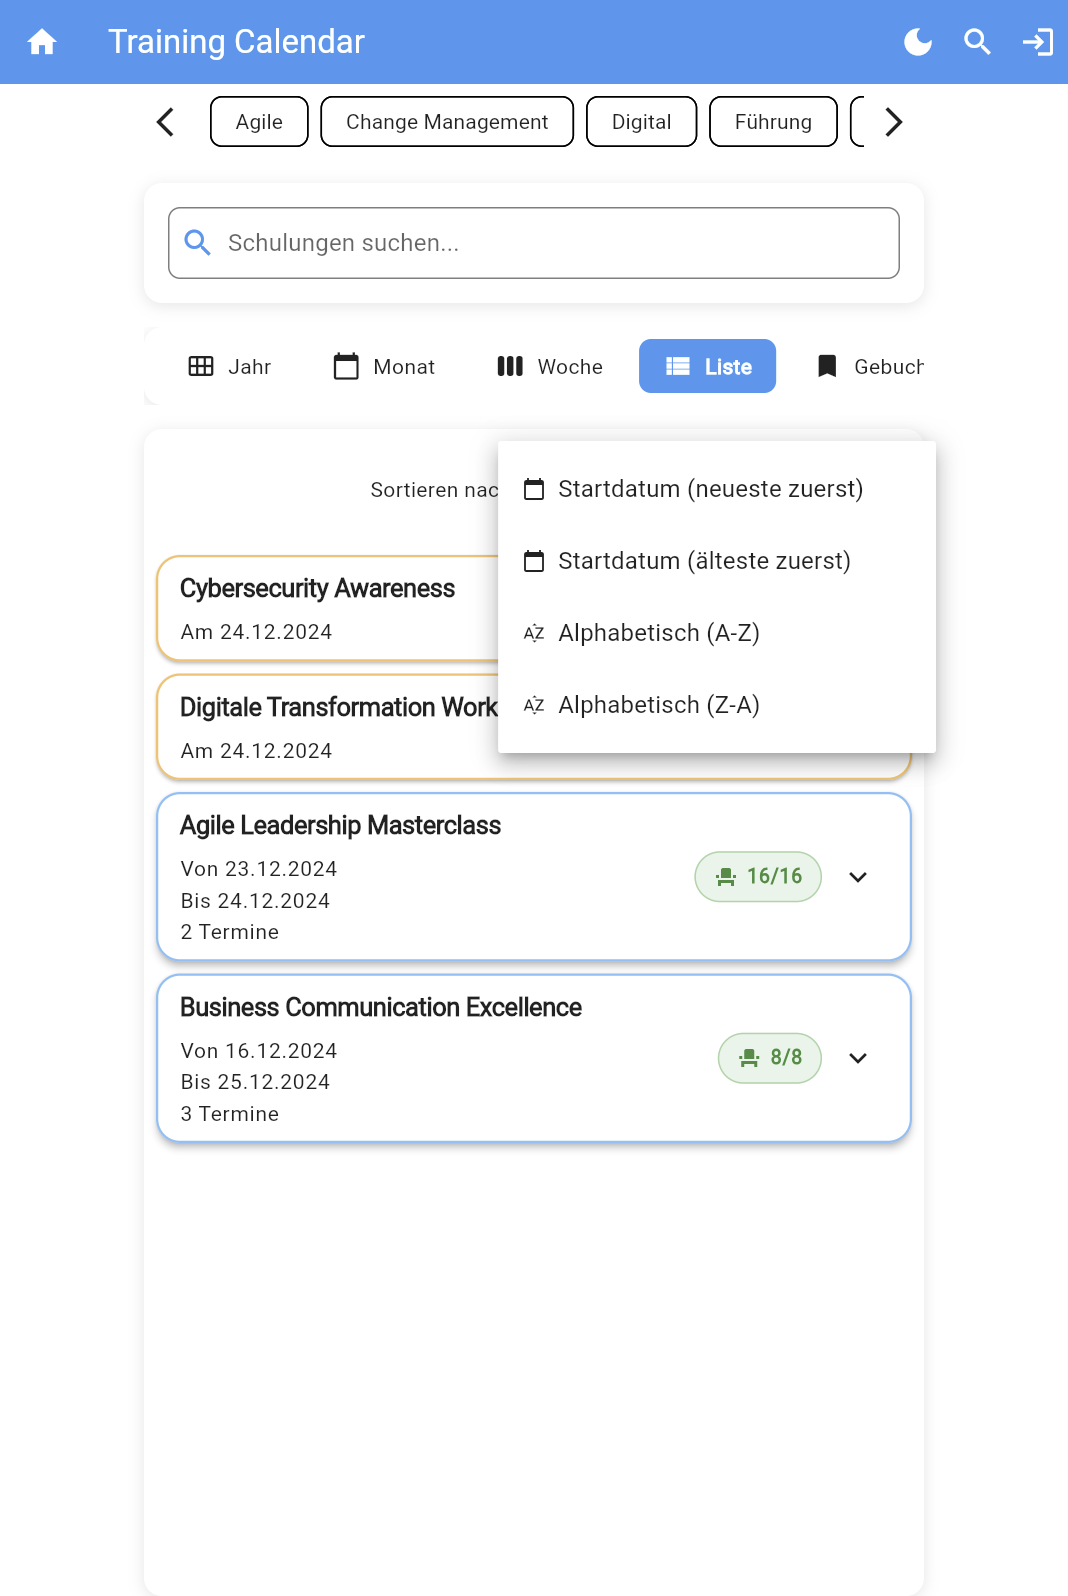 Training Calendar
Agile
Change Management
Digital
Führung
Schulungen suchen...
Jahr
Monat
Woche
Liste
Sortieren
Startdatum (neueste zuerst)
Startdatum (älteste zuerst)
Alphabetisch (A-Z)
Alphabetisch (Z-A)
Cybersecurity Awareness
Am 24.12.2024
Digitale Transformation Work
Am 24.12.2024
Agile Leadership Masterclass
Von 23.12.2024
Bis 24.12.2024
2 Termine
16/16
Business Communication Excellence
Von 16.12.2024
Bis 25.12.2024
3 Termine
8/8